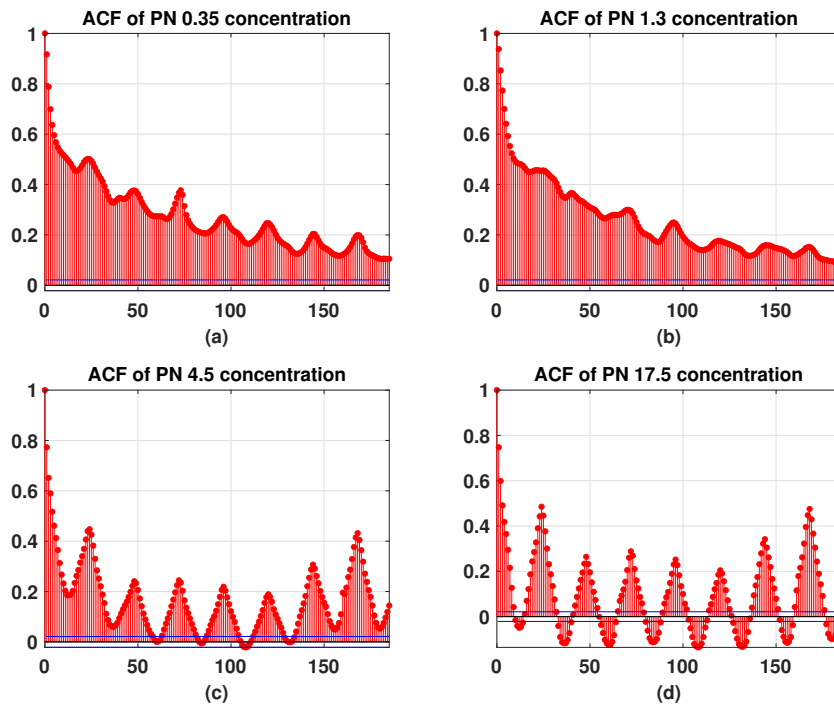 ACF of PN 0.35 concentration
1
0.8
0.6
0.4
0.2
0
0 50 100 150
(a)
ACF of PN 1.3 concentration
1
0.8
0.6
0.4
0.2
0
0 50 100 150
(b)
ACF of PN 4.5 concentration
1
0.8
0.6
0.4
0.2
0
0 50 100 150
(c)
ACF of PN 17.5 concentration
1
0.8
0.6
0.4
0.2
0
0 50 100 150
(d)